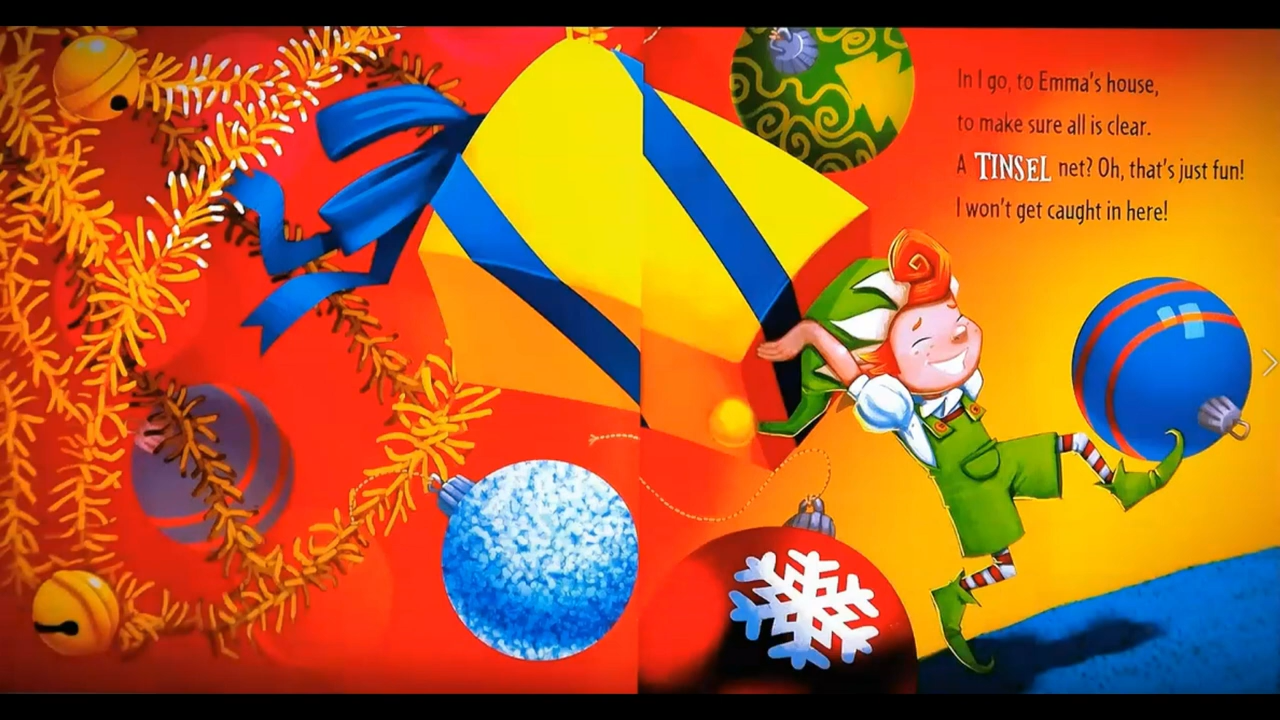 In I go, to Emma's house,
to make sure all is clear.
A TINSEL net? Oh, that's just fun!
I won't get caught in here!